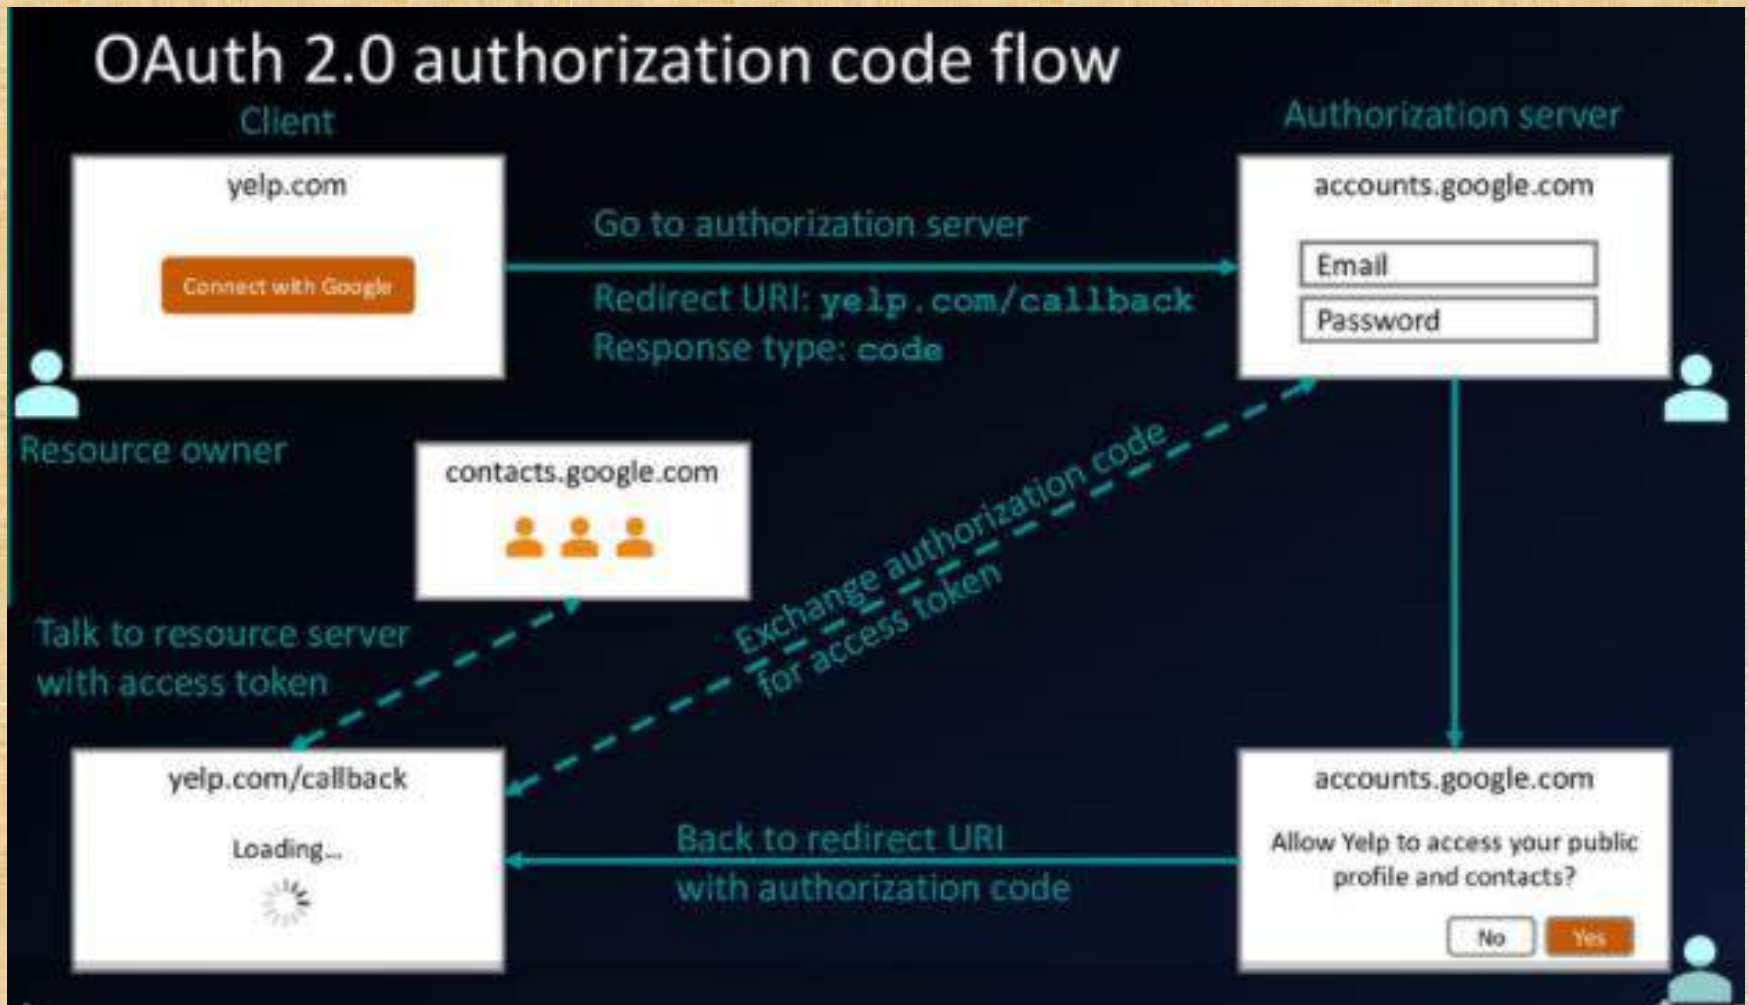 OAuth 2.0 authorization code flow
Client
Authorization server
yelp.com
Connect with Google
Go to authorization server
Redirect URI: yelp.com/callback
Response type: code
accounts.google.com
Email
Password
Resource owner
contacts.google.com
Exchange authorization code
for access token
Talk to resource server
with access token
yelp.com/callback
Loading...
Back to redirect URI
with authorization code
accounts.google.com
Allow Yelp to access your public
profile and contacts?
No
Yes